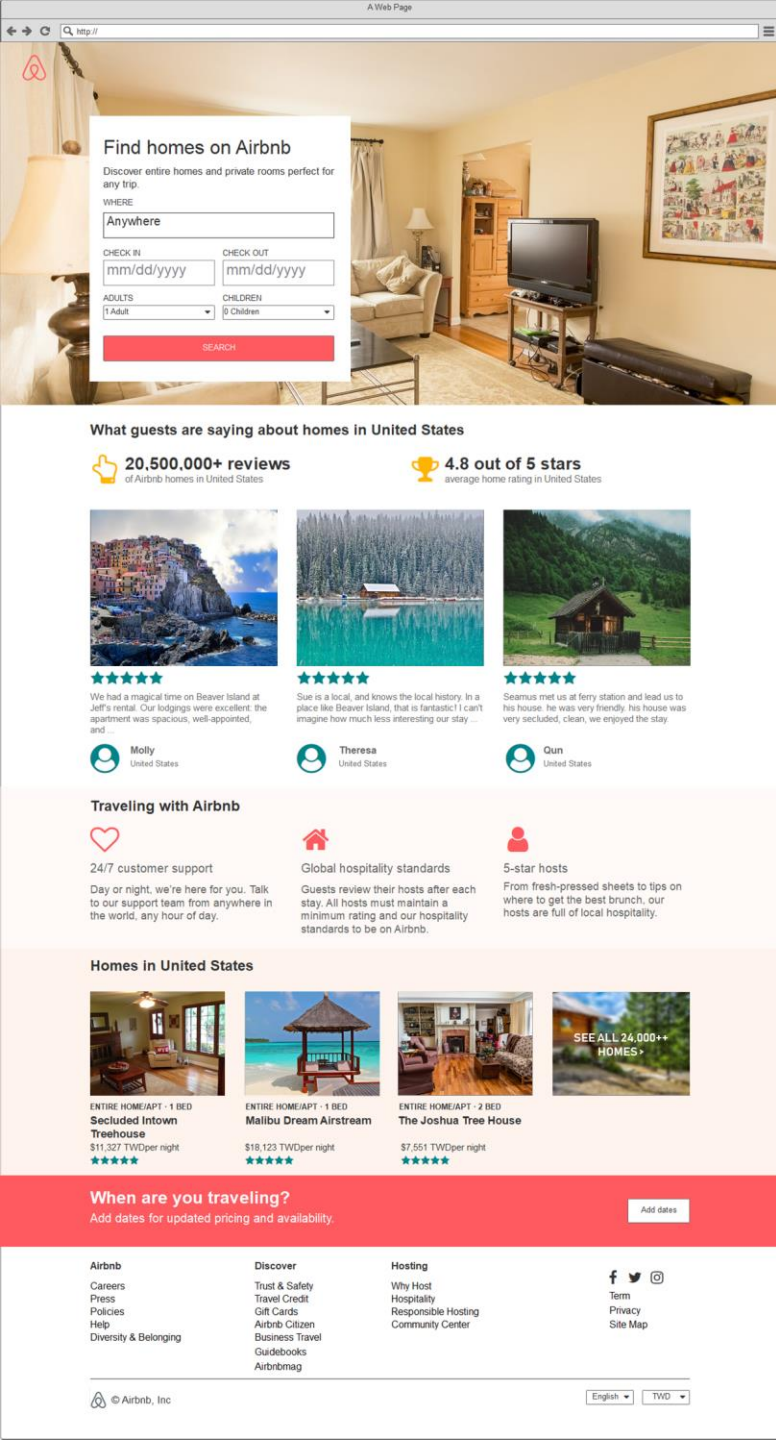 A Web Page
http://
Find homes on Airbnb
Discover entire homes and private rooms perfect for
any trip.
WHERE
Anywhere
CHECK IN CHECK OUT
mm/dd/yyyy mm/dd/yyyy
ADULTS CHILDREN
1 Adult 0 Children
SEARCH
What guests are saying about homes in United States
20,500,000+ reviews
of Airbnb homes in United States
4.8 out of 5 stars
average home rating in United States
We had a magical time on Beaver Island at
Jeff's rental. Our lodgings were excellent: the
apartment was spacious, well-appointed,
and ...
Molly
United States
Sue is a local, and knows the local history. In a
place like Beaver Island, that is fantastic! I can't
imagine how much less interesting our stay ...
Theresa
United States
Seamus met us at ferry station and lead us to
his house. he was very friendly. his house was
very secluded, clean, we enjoyed the stay.
Qun
United States
Traveling with Airbnb
24/7 customer support
Day or night, we're here for you. Talk
to our support team from anywhere in
the world, any hour of day.
Global hospitality standards
Guests review their hosts after each
stay. All hosts must maintain a
minimum rating and our hospitality
standards to be on Airbnb.
5-star hosts
From fresh-pressed sheets to tips on
where to get the best brunch, our
hosts are full of local hospitality.
Homes in United States
ENTIRE HOME/APT · 1 BED
Secluded Intown
Treehouse
$11,327 TWDper night
ENTIRE HOME/APT · 1 BED
Malibu Dream Airstream
$18,123 TWDper night
ENTIRE HOME/APT · 2 BED
The Joshua Tree House
$7,551 TWDper night
SEE ALL 24,000++
HOMES >
When are you traveling?
Add dates for updated pricing and availability.
Add dates
Airbnb
Careers
Press
Policies
Help
Diversity & Belonging
Discover
Trust & Safety
Travel Credit
Gift Cards
Airbnb Citizen
Business Travel
Guidebooks
Airbnbmag
Hosting
Why Host
Hospitality
Responsible Hosting
Community Center
Term
Privacy
Site Map
© Airbnb, Inc
English TWD